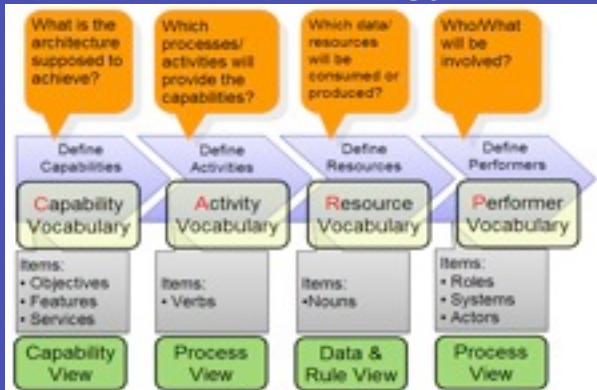 What is the
architecture
supposed to
achieve?
Which
processes/
activities will
provide the
capabilities?
Which data/
resources
will be
consumed or
produced?
Who/What
will be
involved?
Define
Capabilities
Define
Activities
Define
Resources
Define
Performers
Capability
Vocabulary
Activity
Vocabulary
Resource
Vocabulary
Performer
Vocabulary
Items:
• Objectives
• Features
• Services
Items:
• Verbs
Items:
•Nouns
Items:
• Roles
• Systems
• Actors
Capability
View
Process
View
Data &
Rule View
Process
View